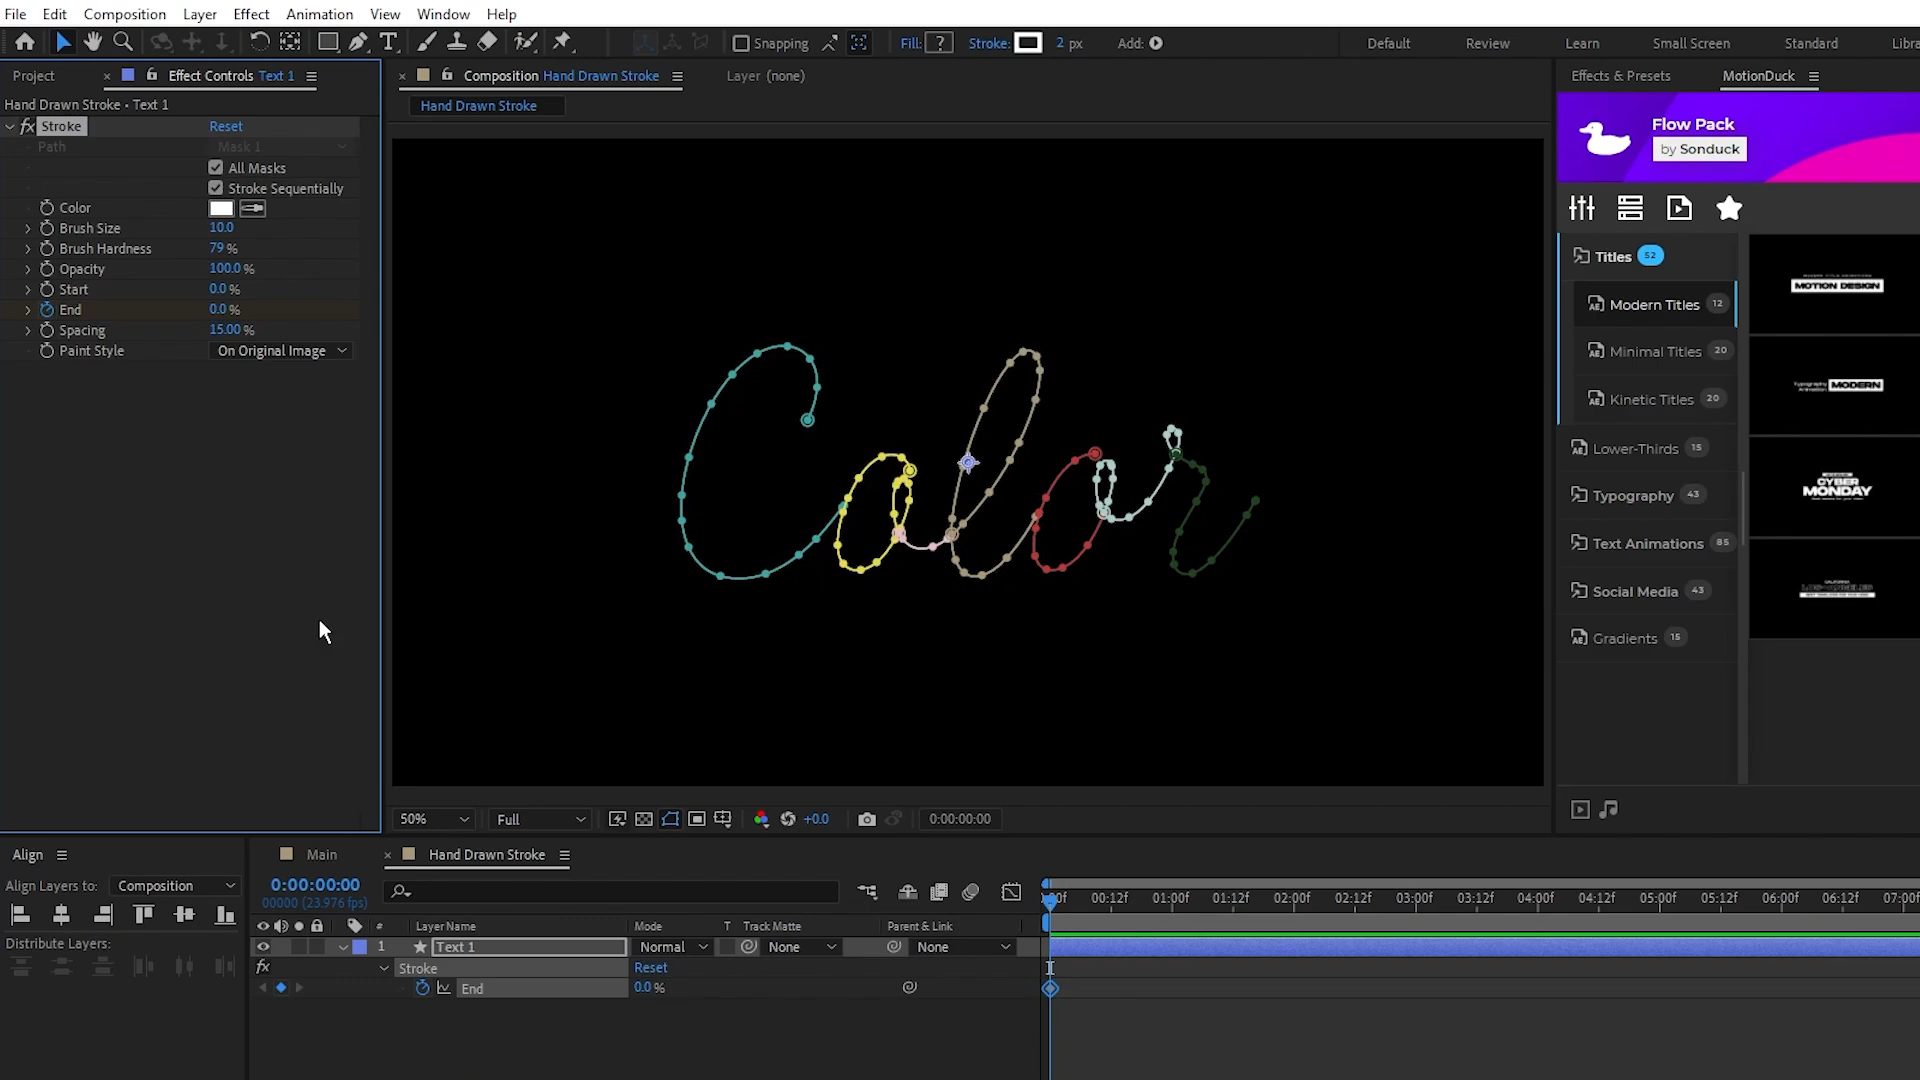 File Edit Composition Layer Effect Animation View Window Help
Snapping Fill: ? Stroke: 2 px Add: Default Review Learn Small Screen Standard Libra
Project × Effect Controls Text 1
Hand Drawn Stroke • Text 1
fx Stroke Reset
Path Mask 1
All Masks
Stroke Sequentially
Color
Brush Size 10.0
Brush Hardness 79 %
Opacity 100.0 %
Start 0.0 %
End 0.0 %
Spacing 15.00 %
Paint Style On Original Image
× Composition Hand Drawn Stroke Layer (none)
Hand Drawn Stroke
Color
50% Full +0.0 0:00:00:00
Effects & Presets MotionDuck
Flow Pack
by Sonduck
Titles 52
Modern Titles 12
Minimal Titles 20
Kinetic Titles 20
Lower-Thirds 15
Typography 43
Text Animations 85
Social Media 43
Gradients 15
MOTION DESIGN
MODERN
CYBER
MONDAY
Align
Align Layers to: Composition
Distribute Layers:
Main × Hand Drawn Stroke
0:00:00:00
00000 (23.976 fps)
00:12f 01:00f 01:12f 02:00f 02:12f 03:00f 03:12f 04:00f 04:12f 05:00f 05:12f 06:00f 06:12f 07:00f
# Layer Name Mode T Track Matte Parent & Link
1 Text 1 Normal None None
fx Stroke Reset
End 0.0 %